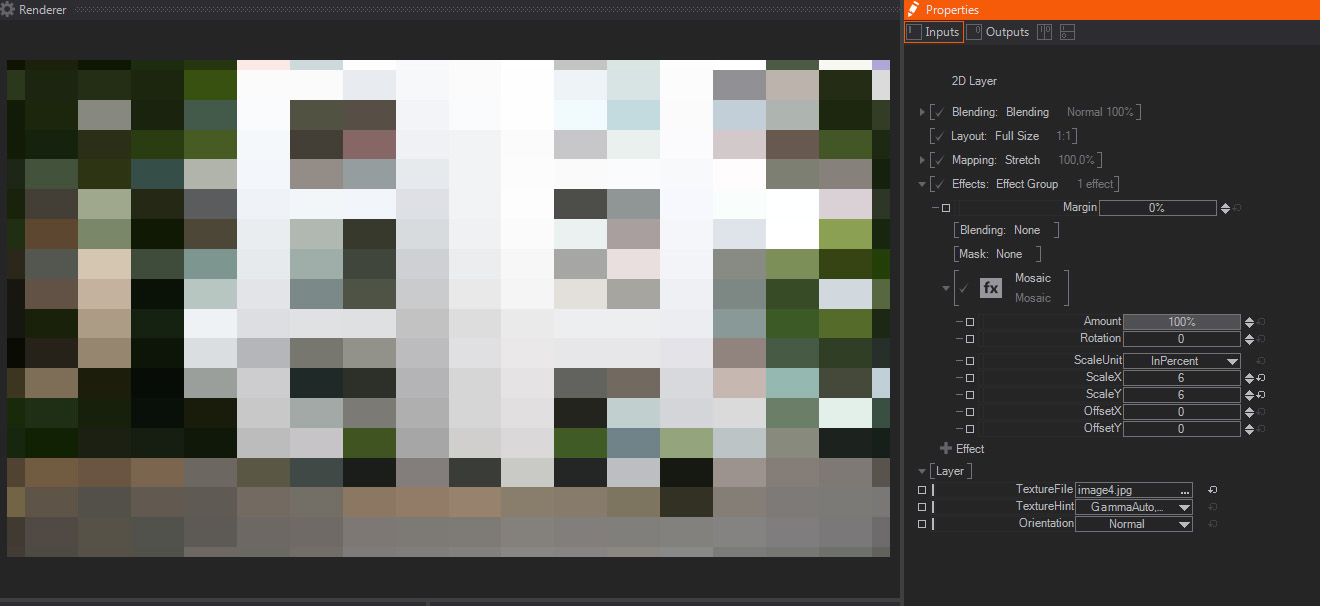 Renderer
Properties
Inputs
Outputs
2D Layer
Blending: Blending Normal 100%
Layout: Full Size 1:1
Mapping: Stretch 100,0%
Effects: Effect Group 1 effect
Margin 0%
Blending: None
Mask: None
fx Mosaic
Mosaic
Amount 100%
Rotation 0
ScaleUnit InPercent
ScaleX 6
ScaleY 6
OffsetX 0
OffsetY 0
Effect
Layer
TextureFile image4.jpg ...
TextureHint GammaAuto,...
Orientation Normal